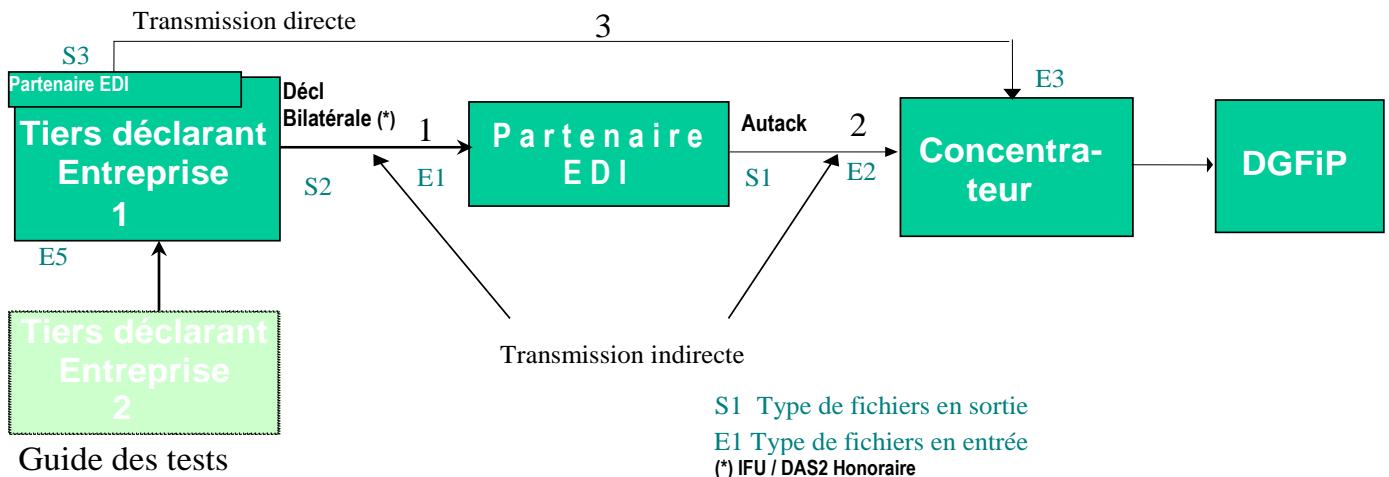 Transmission directe
3
S3
E3
Partenaire EDI
Décl
Bilatérale (*)
1
Autack
2
Tiers déclarant
Entreprise
1
Partenaire
EDI
Concentra-
teur
DGFiP
S2
E1
S1
E2
E5
Tiers déclarant
Entreprise
2
Transmission indirecte
S1 Type de fichiers en sortie
E1 Type de fichiers en entrée
(*) IFU / DAS2 Honoraire
Guide des tests